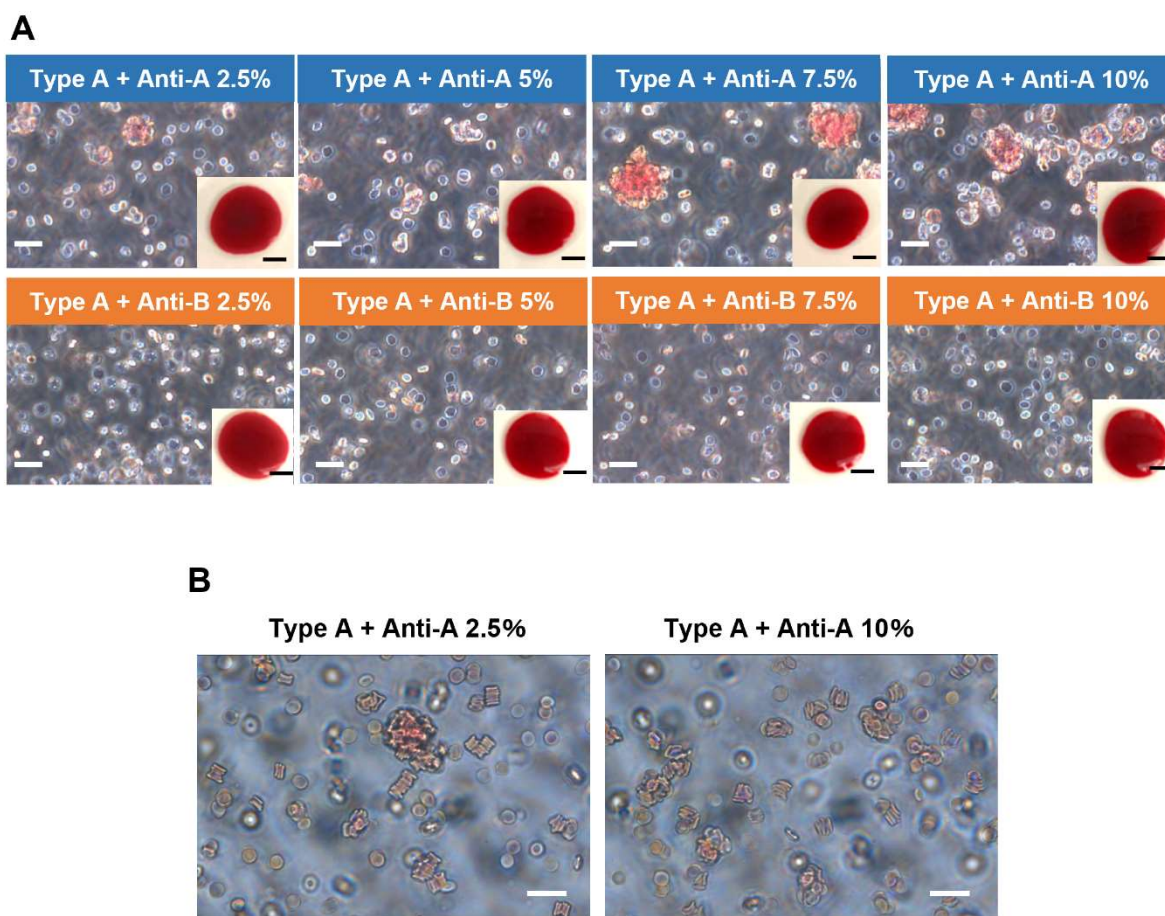 A
Type A + Anti-A 2.5%
Type A + Anti-A 5%
Type A + Anti-A 7.5%
Type A + Anti-A 10%
Type A + Anti-B 2.5%
Type A + Anti-B 5%
Type A + Anti-B 7.5%
Type A + Anti-B 10%
B
Type A + Anti-A 2.5%
Type A + Anti-A 10%